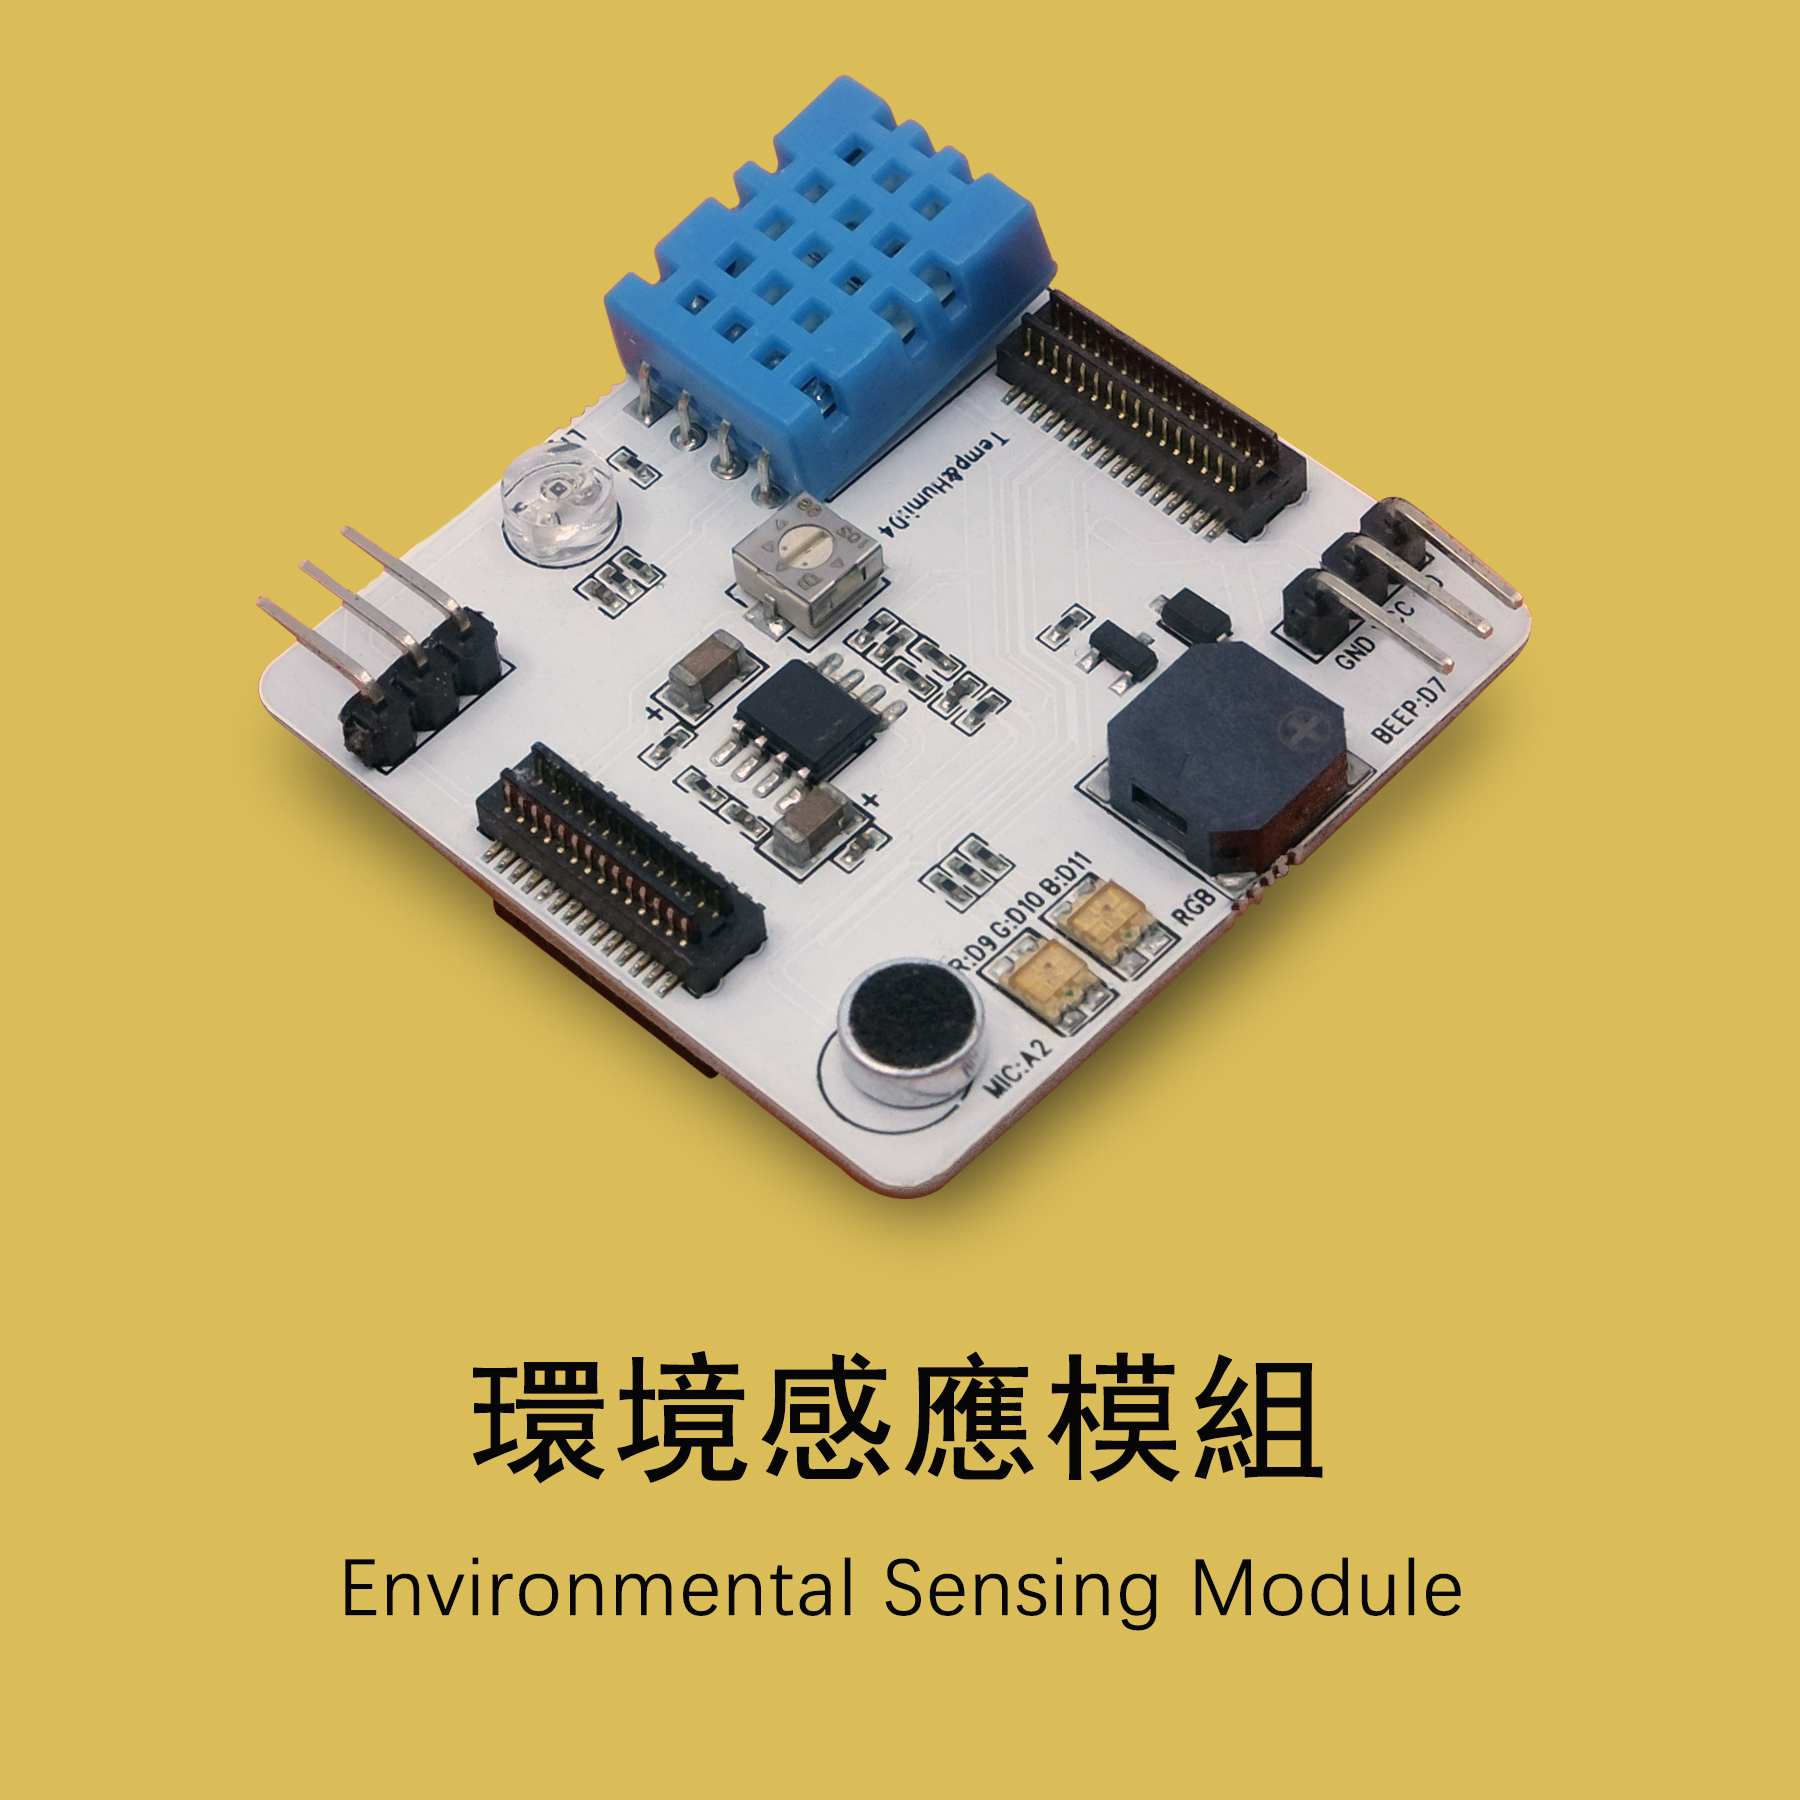 Temp&Humi:D4
103
GND
BEEP:D7
RGB
R:D9 G:D10 B:D11
MIC:A2
+
+
環境感應模組
Environmental Sensing Module